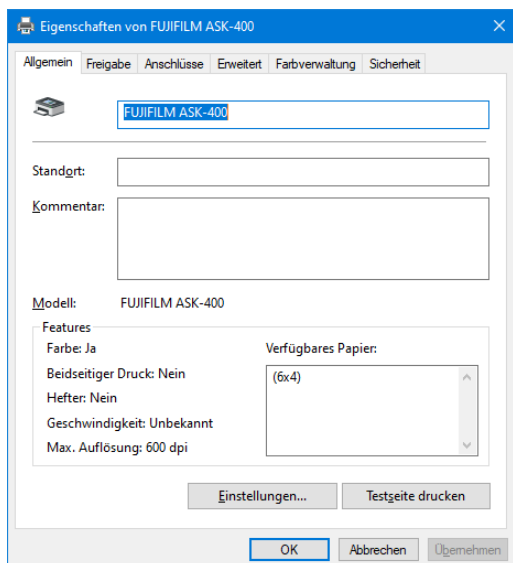 Eigenschaften von FUJIFILM ASK-400
Allgemein Freigabe Anschlüsse Erweitert Farbverwaltung Sicherheit
FUJIFILM ASK-400
Standort:
Kommentar:
Modell: FUJIFILM ASK-400
Features
Farbe: Ja
Beidseitiger Druck: Nein
Hefter: Nein
Geschwindigkeit: Unbekannt
Max. Auflösung: 600 dpi
Verfügbares Papier:
(6x4)
Einstellungen... Testseite drucken
OK Abbrechen Übernehmen